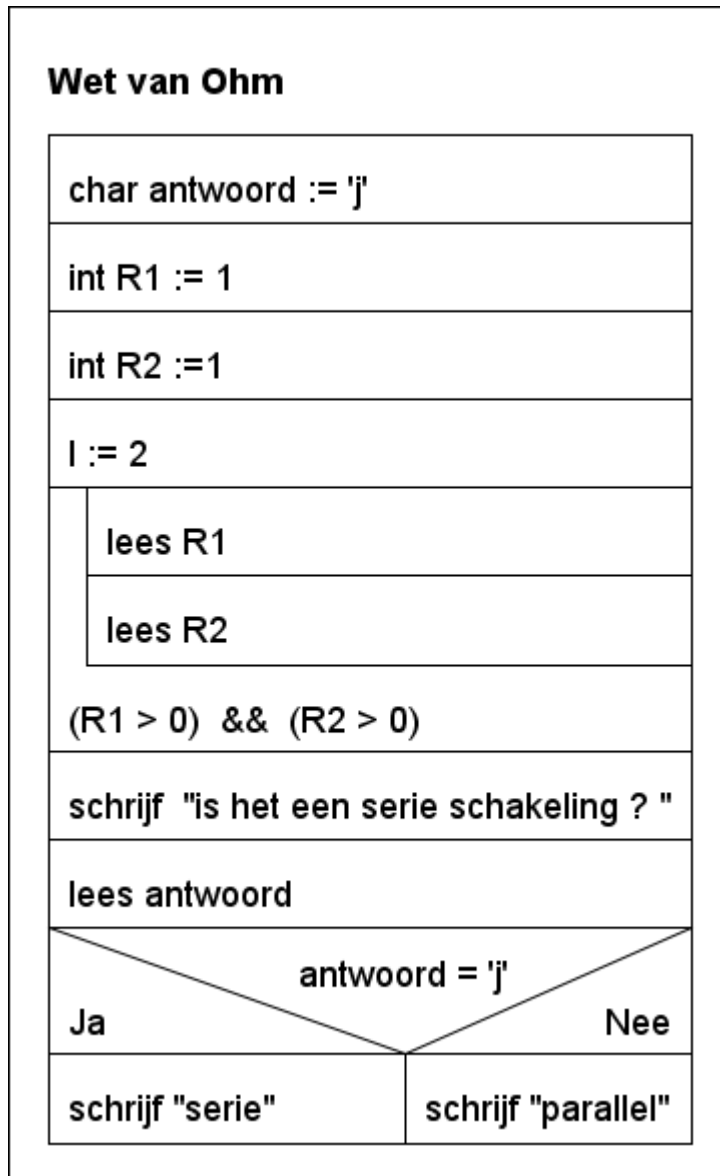 Wet van Ohm
char antwoord := 'j'
int R1 := 1
int R2 :=1
I := 2
lees R1
lees R2
(R1 > 0) && (R2 > 0)
schrijf "is het een serie schakeling ? "
lees antwoord
antwoord = 'j'
Ja Nee
schrijf "serie" schrijf "parallel"